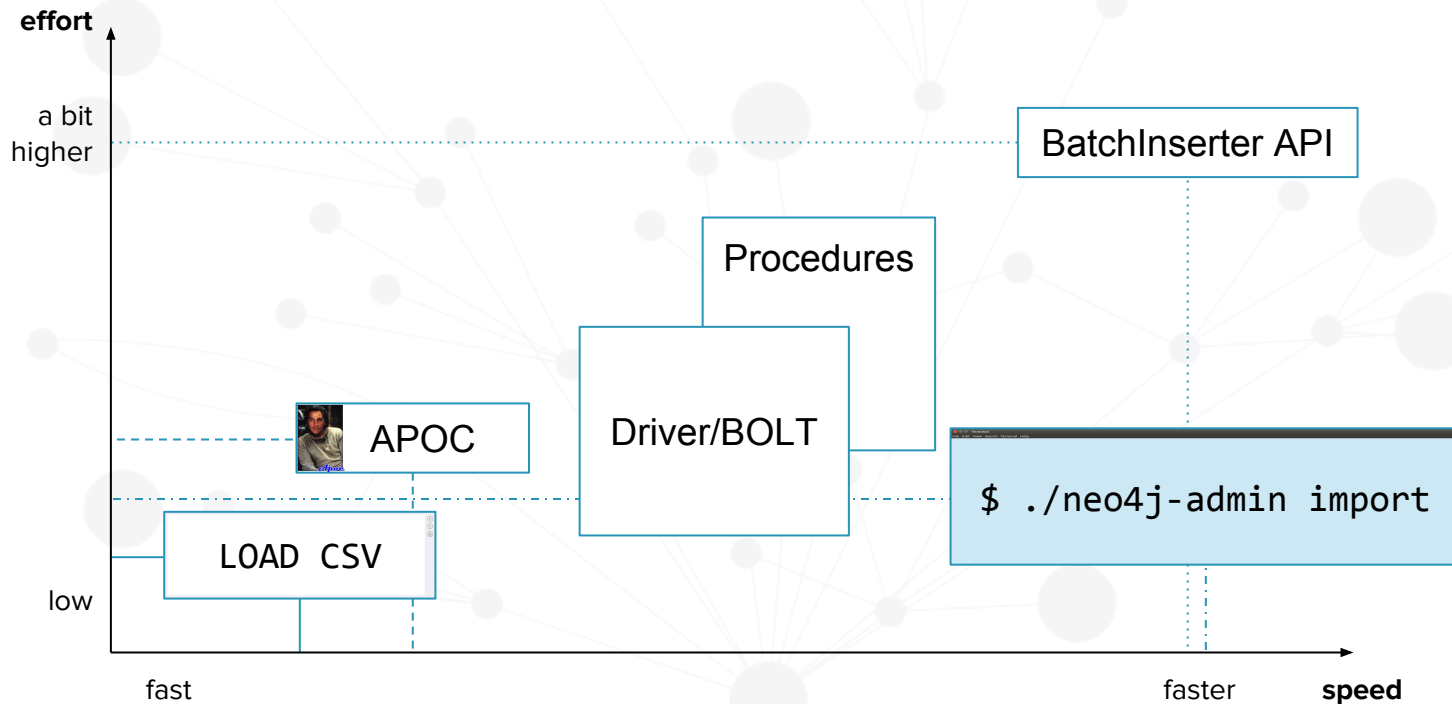 effort
a bit
higher
BatchInserter API
Procedures
Driver/BOLT
APOC
$ ./neo4j-admin import
LOAD CSV
low
fast
faster
speed